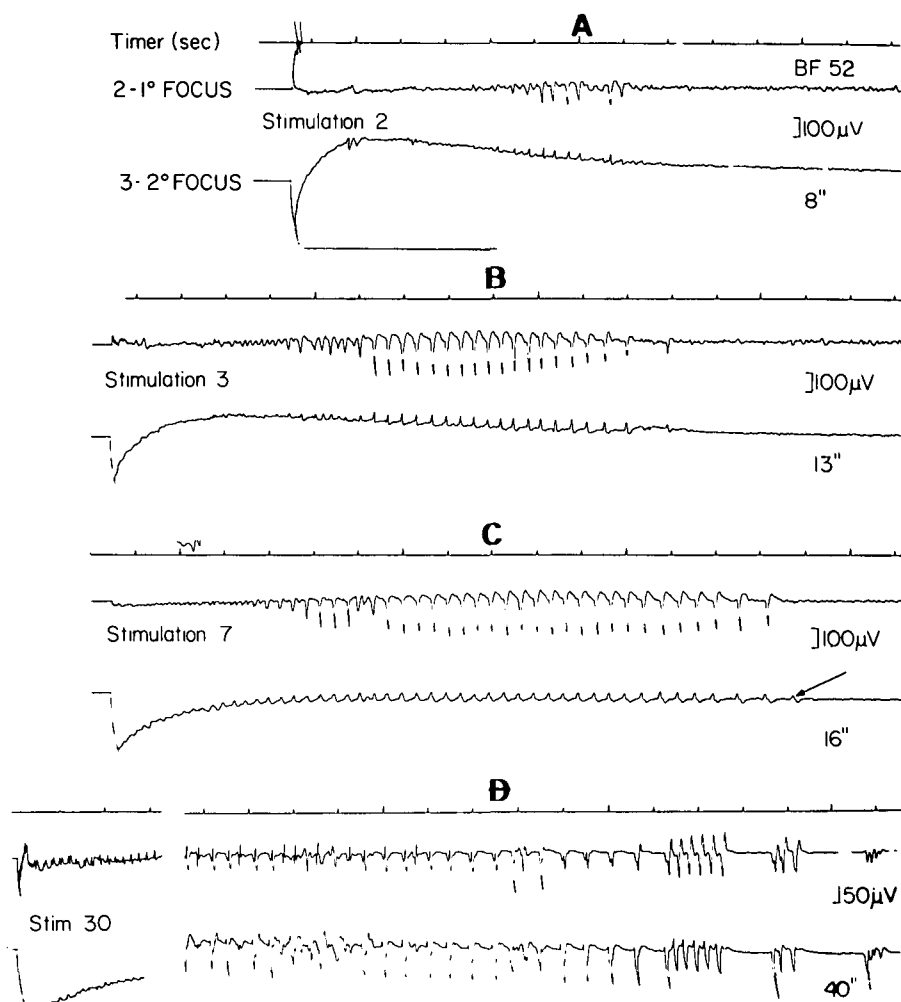 A
Timer (sec)
BF 52
2-1° FOCUS
]100μV
Stimulation 2
3-2° FOCUS
8"
B
Stimulation 3
]100μV
13"
C
Stimulation 7
]100μV
16"
D
]50μV
Stim 30
40"